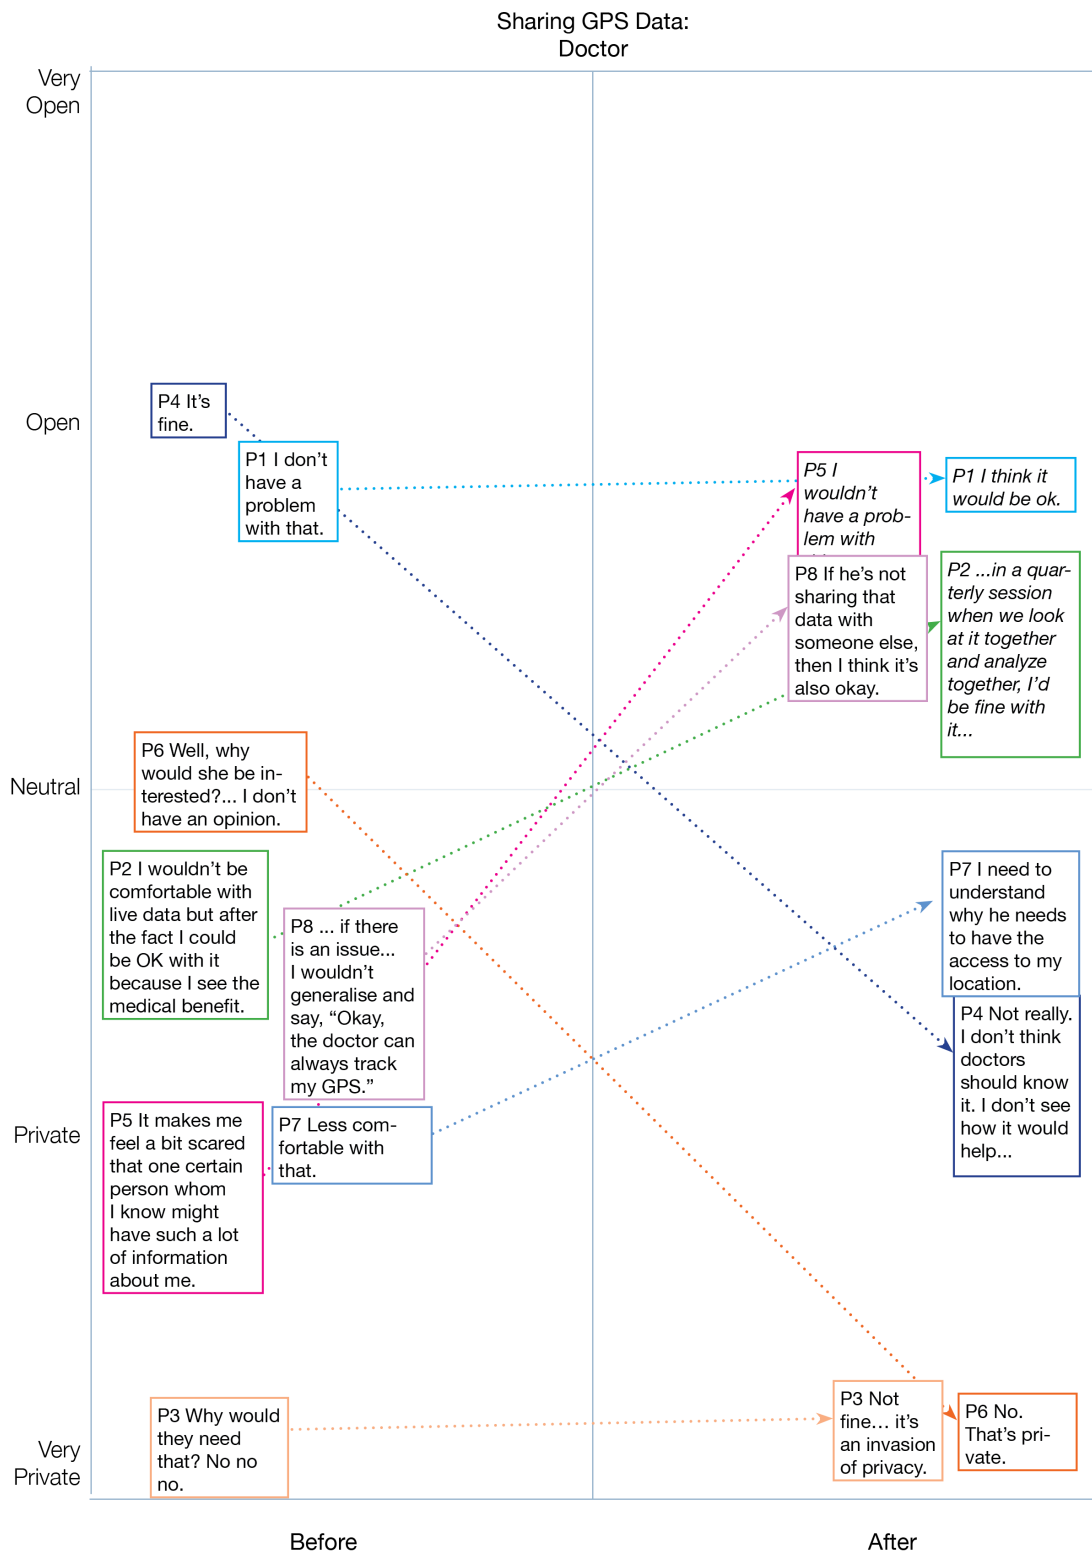 Sharing GPS Data:
Doctor
Very
Open
Open
Neutral
Private
Very
Private
P4 It's
fine.
P1 I don't
have a
problem
with that.
P6 Well, why
would she be in-
terested?... I don't
have an opinion.
P2 I wouldn't be
comfortable with
live data but after
the fact I could
be OK with it
because I see the
medical benefit.
P8 ... if there
is an issue...
I wouldn't
generalise and
say, "Okay,
the doctor can
always track
my GPS."
P5 It makes me
feel a bit scared
that one certain
person whom
I know might
have such a lot
of information
about me.
P7 Less com-
fortable with
that.
P3 Why would
they need
that? No no
no.
P5 I
wouldn't
have a prob-
lem with
P1 I think it
would be ok.
P8 If he's not
sharing that
data with
someone else,
then I think it's
also okay.
P2 ...in a quar-
terly session
when we look
at it together
and analyze
together, I'd
be fine with
it...
P7 I need to
understand
why he needs
to have the
access to my
location.
P4 Not really.
I don't think
doctors
should know
it. I don't see
how it would
help...
P3 Not
fine... it's
an invasion
of privacy.
P6 No.
That's pri-
vate.
Before
After